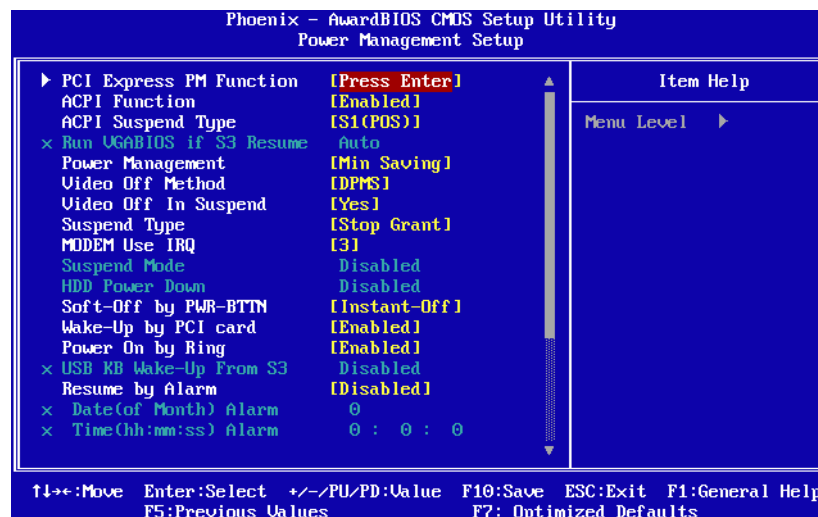 Phoenix - AwardBIOS CMOS Setup Utility
Power Management Setup
PCI Express PM Function [Press Enter]
ACPI Function [Enabled]
ACPI Suspend Type [S1(POS)]
x Run VGABIOS if S3 Resume Auto
Power Management [Min Saving]
Video Off Method [DPMS]
Video Off In Suspend [Yes]
Suspend Type [Stop Grant]
MODEM Use IRQ [3]
Suspend Mode Disabled
HDD Power Down Disabled
Soft-Off by PWR-BTTN [Instant-Off]
Wake-Up by PCI card [Enabled]
Power On by Ring [Enabled]
x USB KB Wake-Up From S3 Disabled
Resume by Alarm [Disabled]
x Date(of Month) Alarm 0
x Time(hh:mm:ss) Alarm 0 : 0 : 0
Item Help
Menu Level
↑↓→←:Move Enter:Select +/-/PU/PD:Value F10:Save ESC:Exit F1:General Help
F5:Previous Values F7: Optimized Defaults